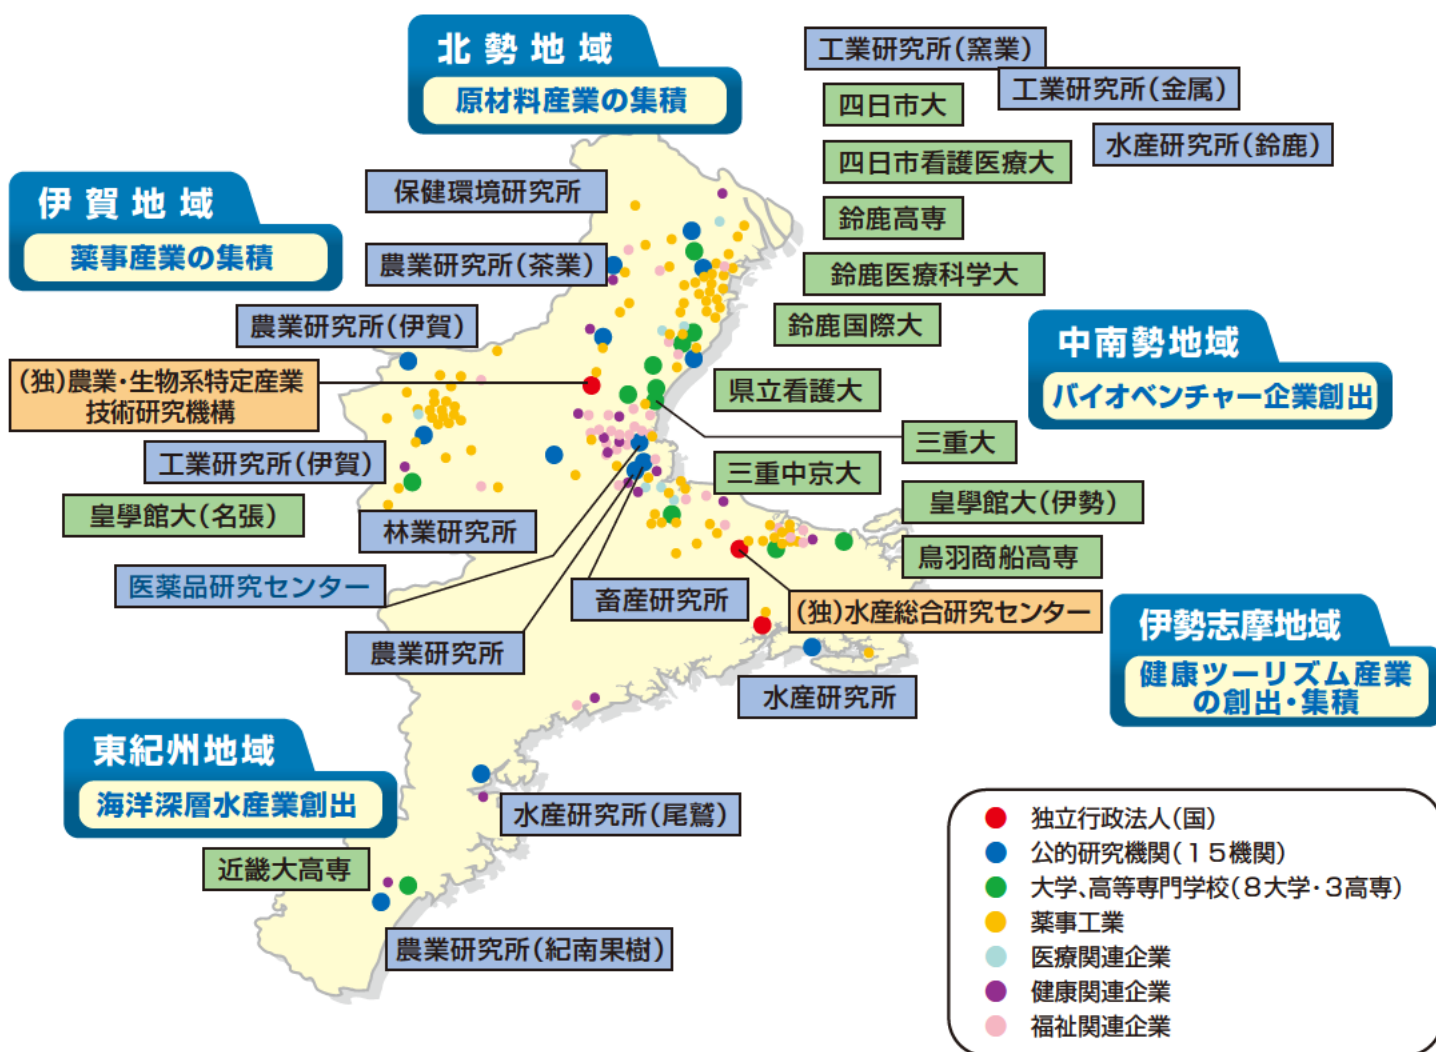 北勢地域
原材料産業の集積
工業研究所(窯業)
工業研究所(金属)
四日市大
水産研究所(鈴鹿)
四日市看護医療大
保健環境研究所
伊賀地域
薬事産業の集積
鈴鹿高専
農業研究所(茶業)
鈴鹿医療科学大
農業研究所(伊賀)
鈴鹿国際大
中南勢地域
バイオベンチャー企業創出
(独)農業・生物系特定産業
技術研究機構
県立看護大
三重大
工業研究所(伊賀)
三重中京大
皇學館大(名張)
皇學館大(伊勢)
林業研究所
鳥羽商船高専
医薬品研究センター
畜産研究所
(独)水産総合研究センター
伊勢志摩地域
健康ツーリズム産業
の創出・集積
農業研究所
水産研究所
東紀州地域
海洋深層水産業創出
水産研究所(尾鷲)
近畿大高専
農業研究所(紀南果樹)
独立行政法人(国)
公的研究機関(15機関)
大学、高等専門学校(8大学・3高専)
薬事工業
医療関連企業
健康関連企業
福祉関連企業